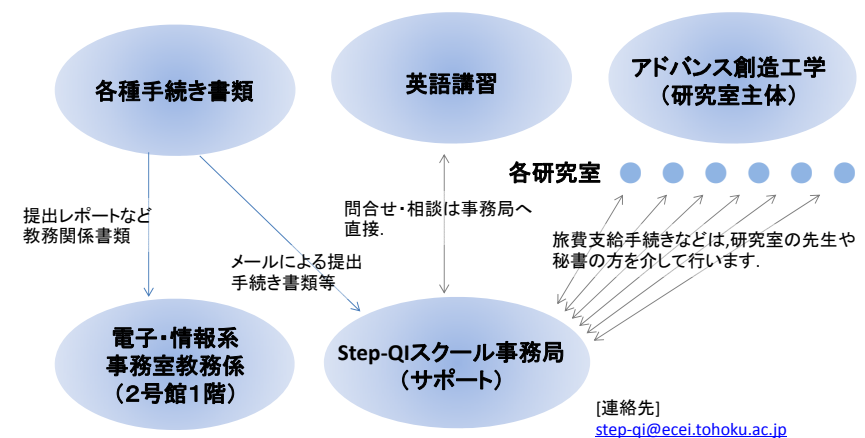 各種手続き書類
英語講習
アドバンス創造工学
（研究室主体）
各研究室
提出レポートなど
教務関係書類
メールによる提出
手続き書類等
問合せ・相談は事務局へ
直接.
旅費支給手続きなどは,研究室の先生や
秘書の方を介して行います.
電子・情報系
事務室教務係
（２号館１階）
Step-QIスクール事務局
（サポート）
[連絡先]
step-qi@ecei.tohoku.ac.jp